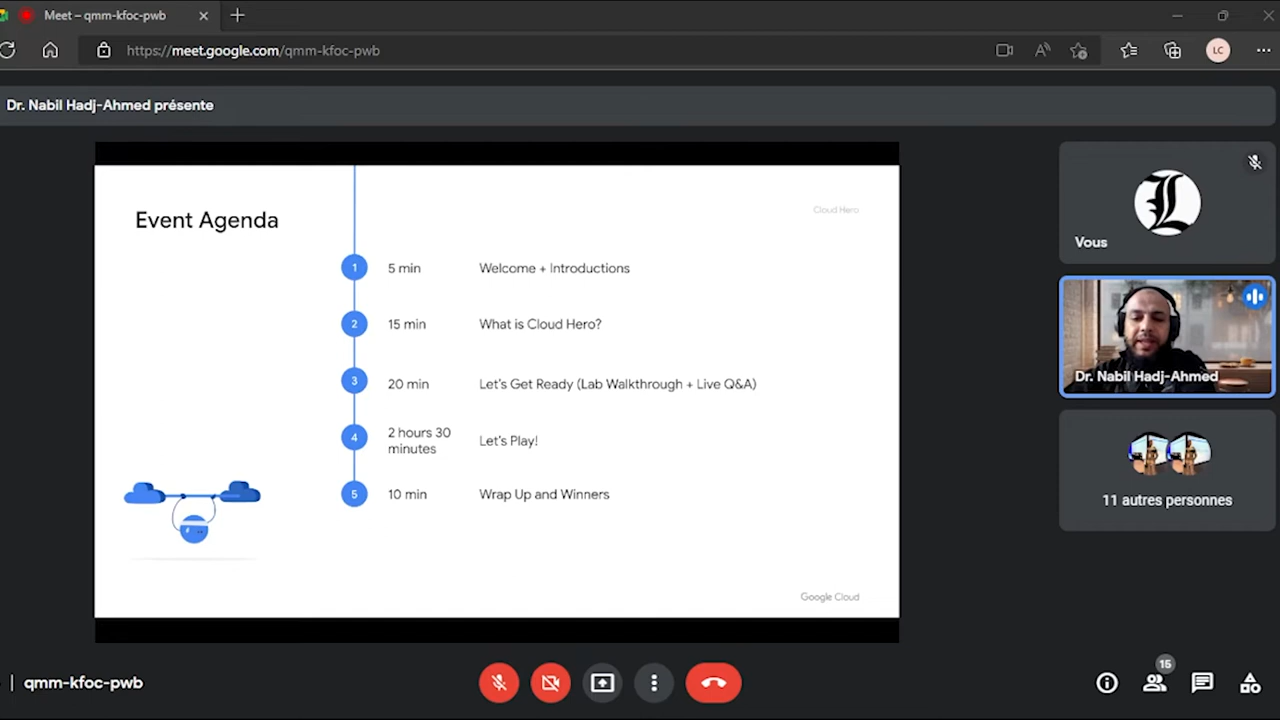 Meet – qmm-kfoc-pwb
https://meet.google.com/qmm-kfoc-pwb
LC
Dr. Nabil Hadj-Ahmed présente
Event Agenda
Cloud Hero
1 5 min Welcome + Introductions
2 15 min What is Cloud Hero?
3 20 min Let's Get Ready (Lab Walkthrough + Live Q&A)
4 2 hours 30 minutes Let's Play!
5 10 min Wrap Up and Winners
Google Cloud
L
Vous
Dr. Nabil Hadj-Ahmed
11 autres personnes
| qmm-kfoc-pwb
15